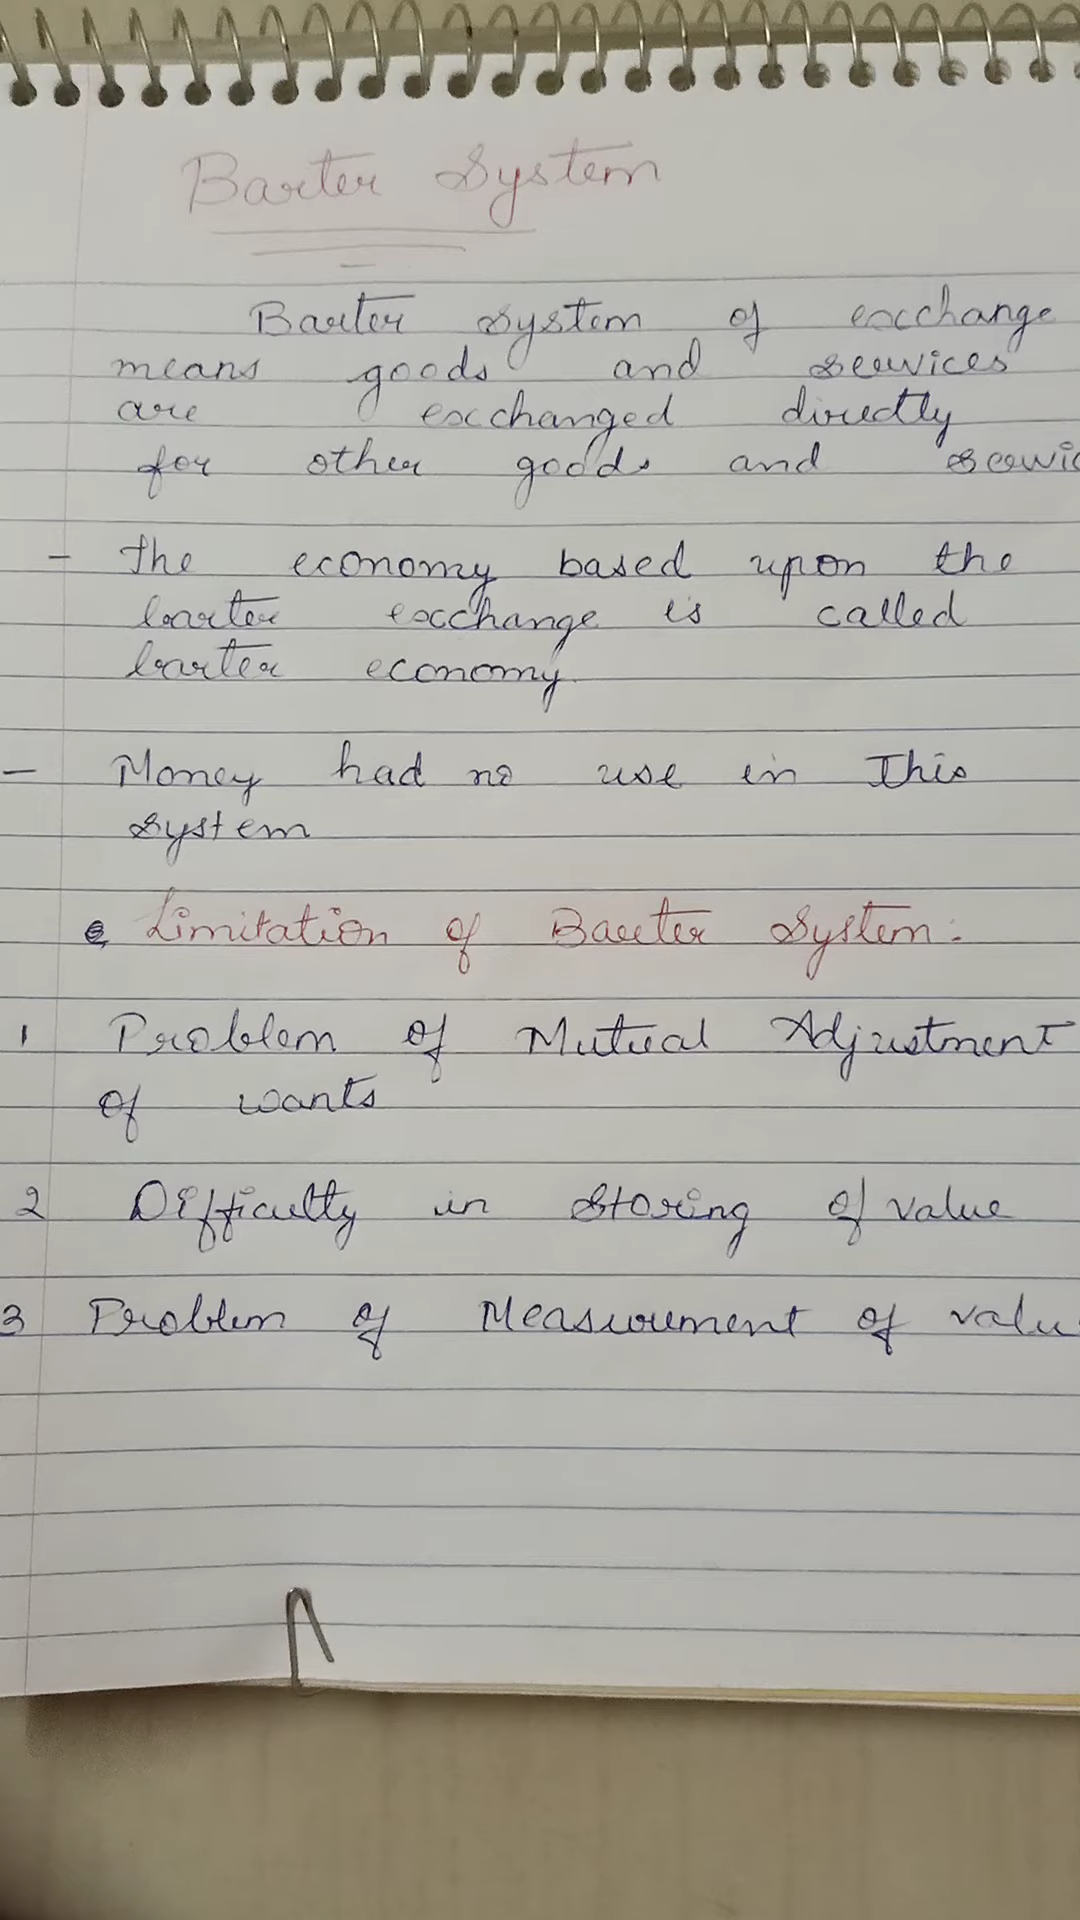 Barter System
Barter system of exchange
means goods and services
are exchanged directly
for other goods and servic
- The economy based upon the
barter exchange is called
barter economy.
- Money had no use in This
system
Limitation of Barter System:
1 Problem of Mutual Adjustment
of wants
2 Difficulty in Storing of value
3 Problem of Measurement of valu